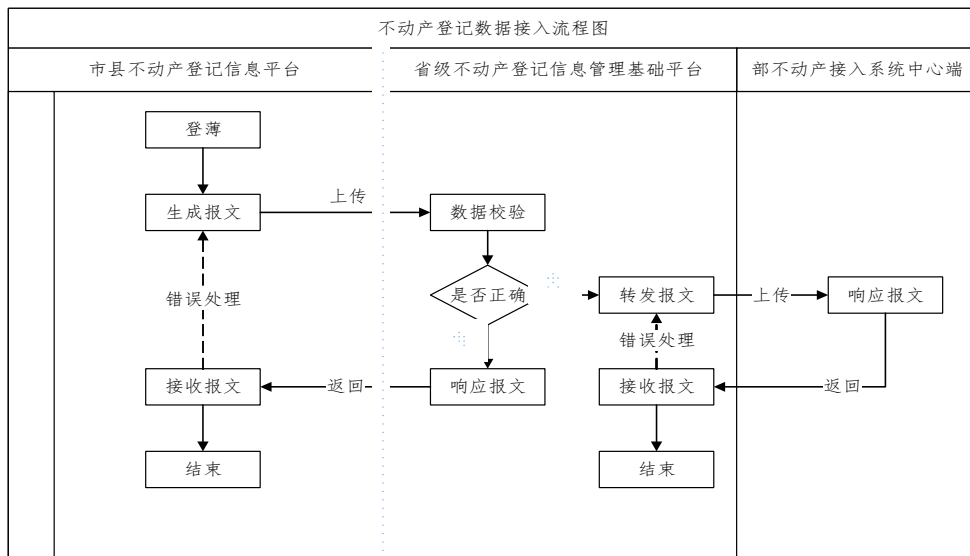 不动产登记数据接入流程图
市县不动产登记信息平台
省级不动产登记信息管理基础平台
部不动产接入系统中心端
登薄
生成报文
上传
数据校验
是否正确
转发报文
上传
响应报文
错误处理
错误处理
接收报文
返回
响应报文
接收报文
返回
结束
结束